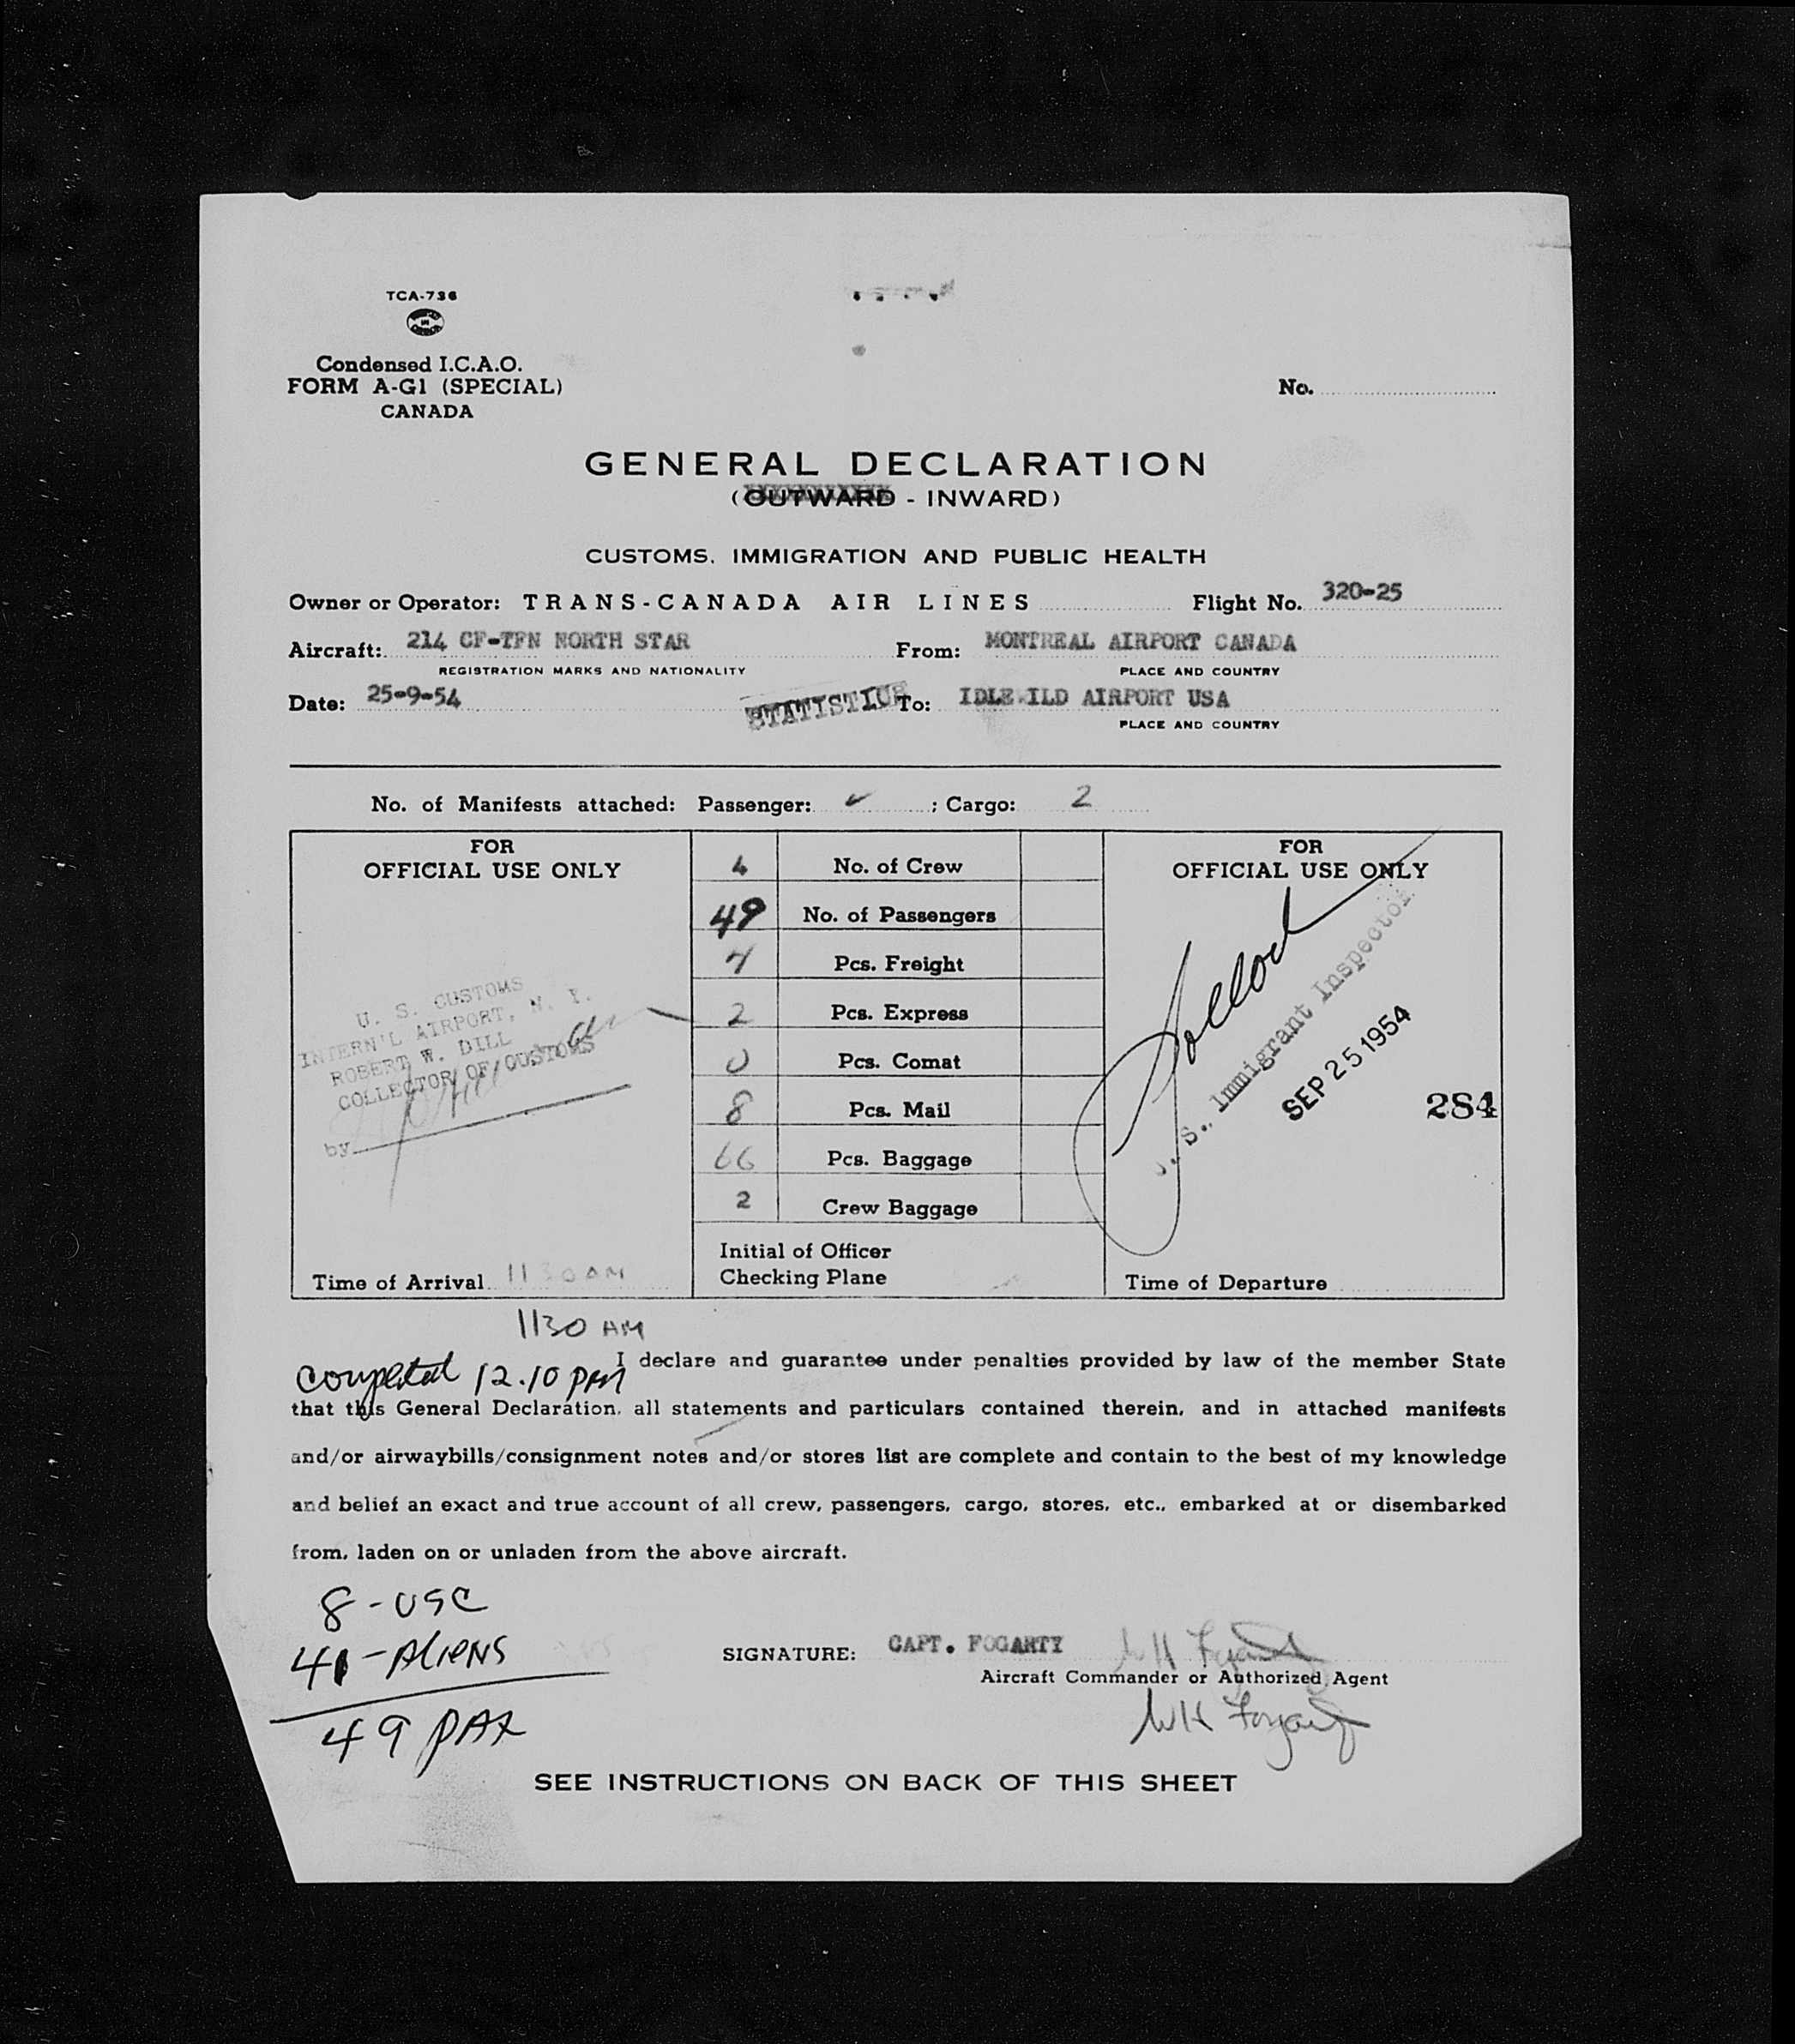 TCA-736
Condensed I.C.A.O.
FORM A-G1 (SPECIAL)
CANADA
No.
GENERAL DECLARATION
(OUTWARD - INWARD)
CUSTOMS, IMMIGRATION AND PUBLIC HEALTH
Owner or Operator: TRANS-CANADA AIR LINES Flight No. 320-25
Aircraft: 214 CF-TFN NORTH STAR From: MONTREAL AIRPORT CANADA
REGISTRATION MARKS AND NATIONALITY PLACE AND COUNTRY
Date: 25-9-54 To: IDLEWILD AIRPORT USA
PLACE AND COUNTRY
No. of Manifests attached: Passenger: ✓ ; Cargo: 2
FOR
OFFICIAL USE ONLY
U. S. CUSTOMS
INTERN'L AIRPORT, N. Y.
ROBERT W. DILL
COLLECTOR OF CUSTOMS
by
Time of Arrival 1130 AM
4 No. of Crew
49 No. of Passengers
4 Pcs. Freight
2 Pcs. Express
0 Pcs. Comat
8 Pcs. Mail
66 Pcs. Baggage
2 Crew Baggage
Initial of Officer
Checking Plane
FOR
OFFICIAL USE ONLY
S. Immigrant Inspector
SEP 25 1954
284
Time of Departure
1130 AM
Completed 12.10 PM
I declare and guarantee under penalties provided by law of the member State
that this General Declaration, all statements and particulars contained therein, and in attached manifests
and/or airwaybills/consignment notes and/or stores list are complete and contain to the best of my knowledge
and belief an exact and true account of all crew, passengers, cargo, stores, etc., embarked at or disembarked
from, laden on or unladen from the above aircraft.
8 - USC
41 - ALIENS
49 PAX
SIGNATURE: CAPT. FOGARTY WH Fogarty
Aircraft Commander or Authorized Agent
WH Fogarty
SEE INSTRUCTIONS ON BACK OF THIS SHEET